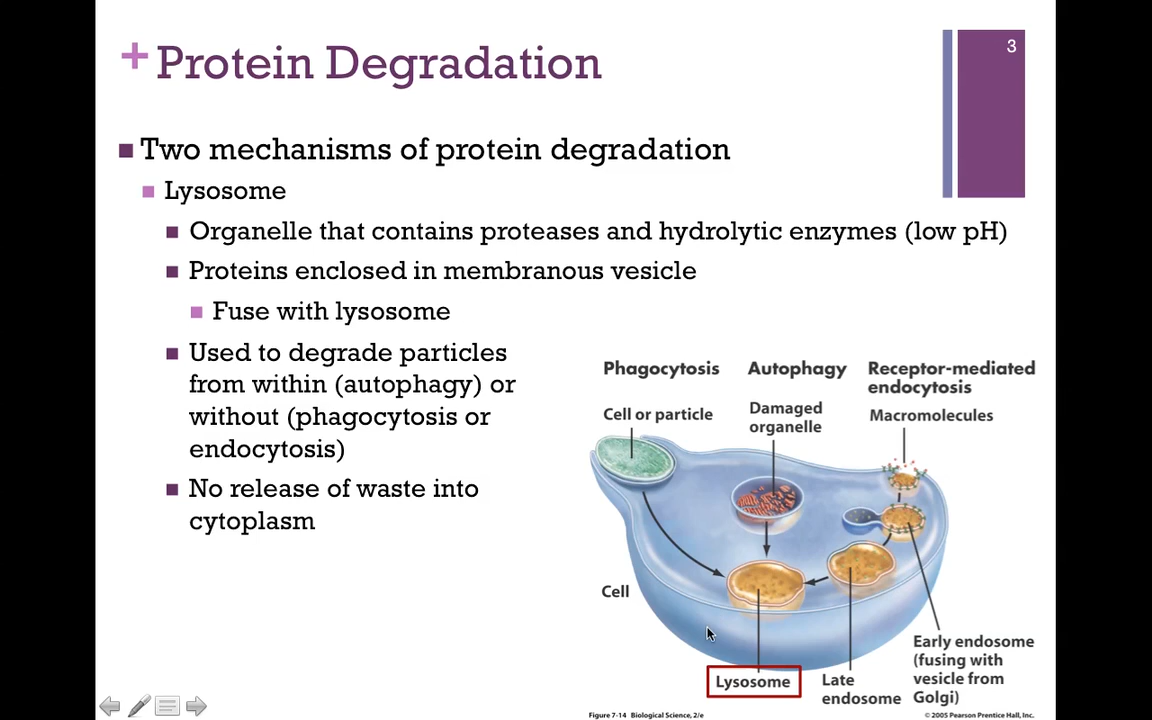 3
+ Protein Degradation
Two mechanisms of protein degradation
Lysosome
Organelle that contains proteases and hydrolytic enzymes (low pH)
Proteins enclosed in membranous vesicle
Fuse with lysosome
Used to degrade particles
from within (autophagy) or
without (phagocytosis or
endocytosis)
No release of waste into
cytoplasm
Phagocytosis
Autophagy
Receptor-mediated
endocytosis
Cell or particle
Damaged
organelle
Macromolecules
Cell
Lysosome
Late
endosome
Early endosome
(fusing with
vesicle from
Golgi)
Figure 7-14 Biological Science, 2/e
© 2005 Pearson Prentice Hall, Inc.